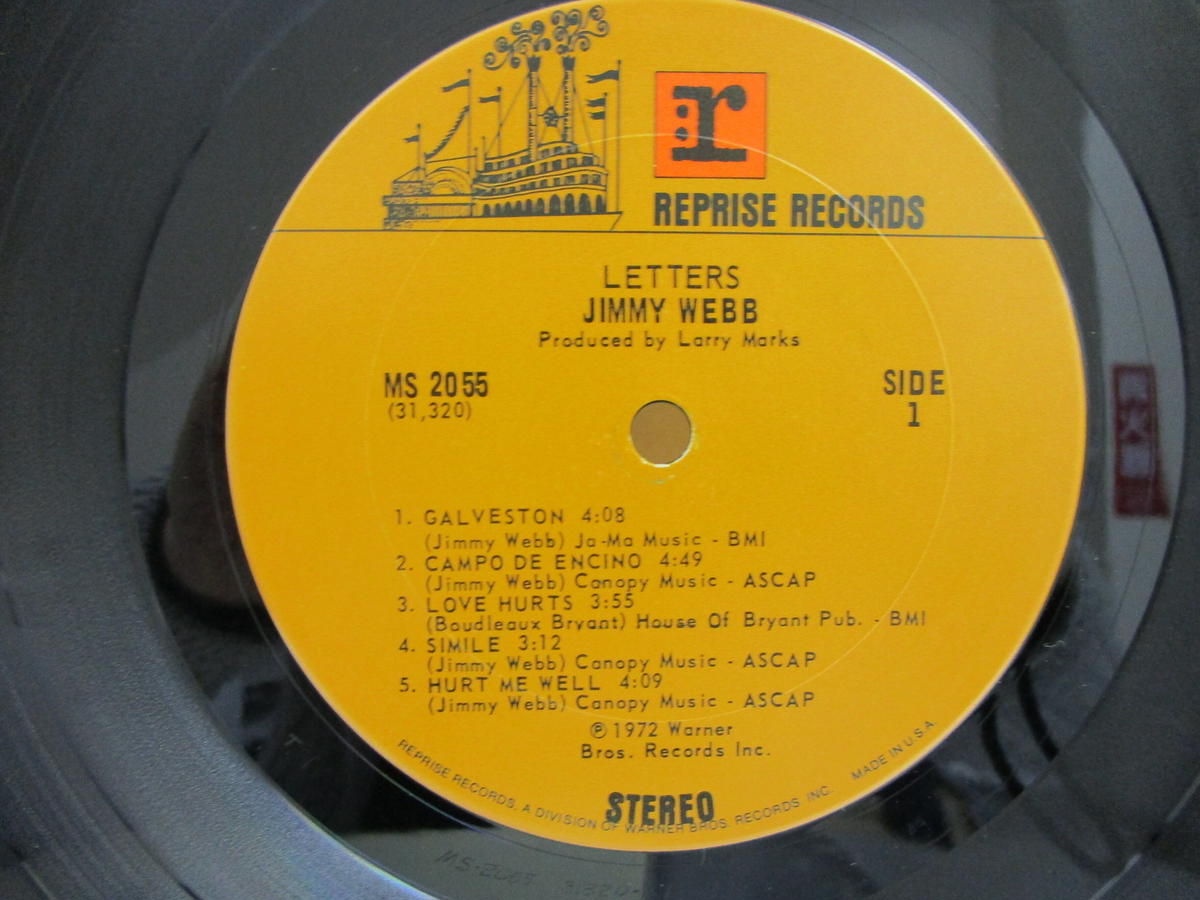 r
REPRISE RECORDS
LETTERS
JIMMY WEBB
Produced by Larry Marks
MS 2055
(31,320)
SIDE
1
1. GALVESTON 4:08
(Jimmy Webb) Ja-Ma Music - BMI
2. CAMPO DE ENCINO 4:49
(Jimmy Webb) Canopy Music - ASCAP
3. LOVE HURTS 3:55
(Boudleaux Bryant) House Of Bryant Pub. - BMI
4. SIMILE 3:12
(Jimmy Webb) Canopy Music - ASCAP
5. HURT ME WELL 4:09
(Jimmy Webb) Canopy Music - ASCAP
℗ 1972 Warner
Bros. Records Inc.
STEREO
REPRISE RECORDS, A DIVISION OF WARNER BROS. RECORDS INC. MADE IN U.S.A.